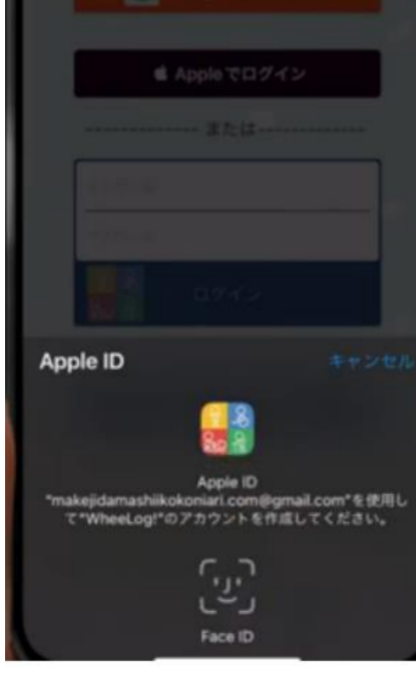 Appleでログイン
または
ログイン
Apple ID
キャンセル
Apple ID
"makejidamashiikokoniari.com@gmail.com"を使用し
て"WheeLog!"のアカウントを作成してください。
Face ID